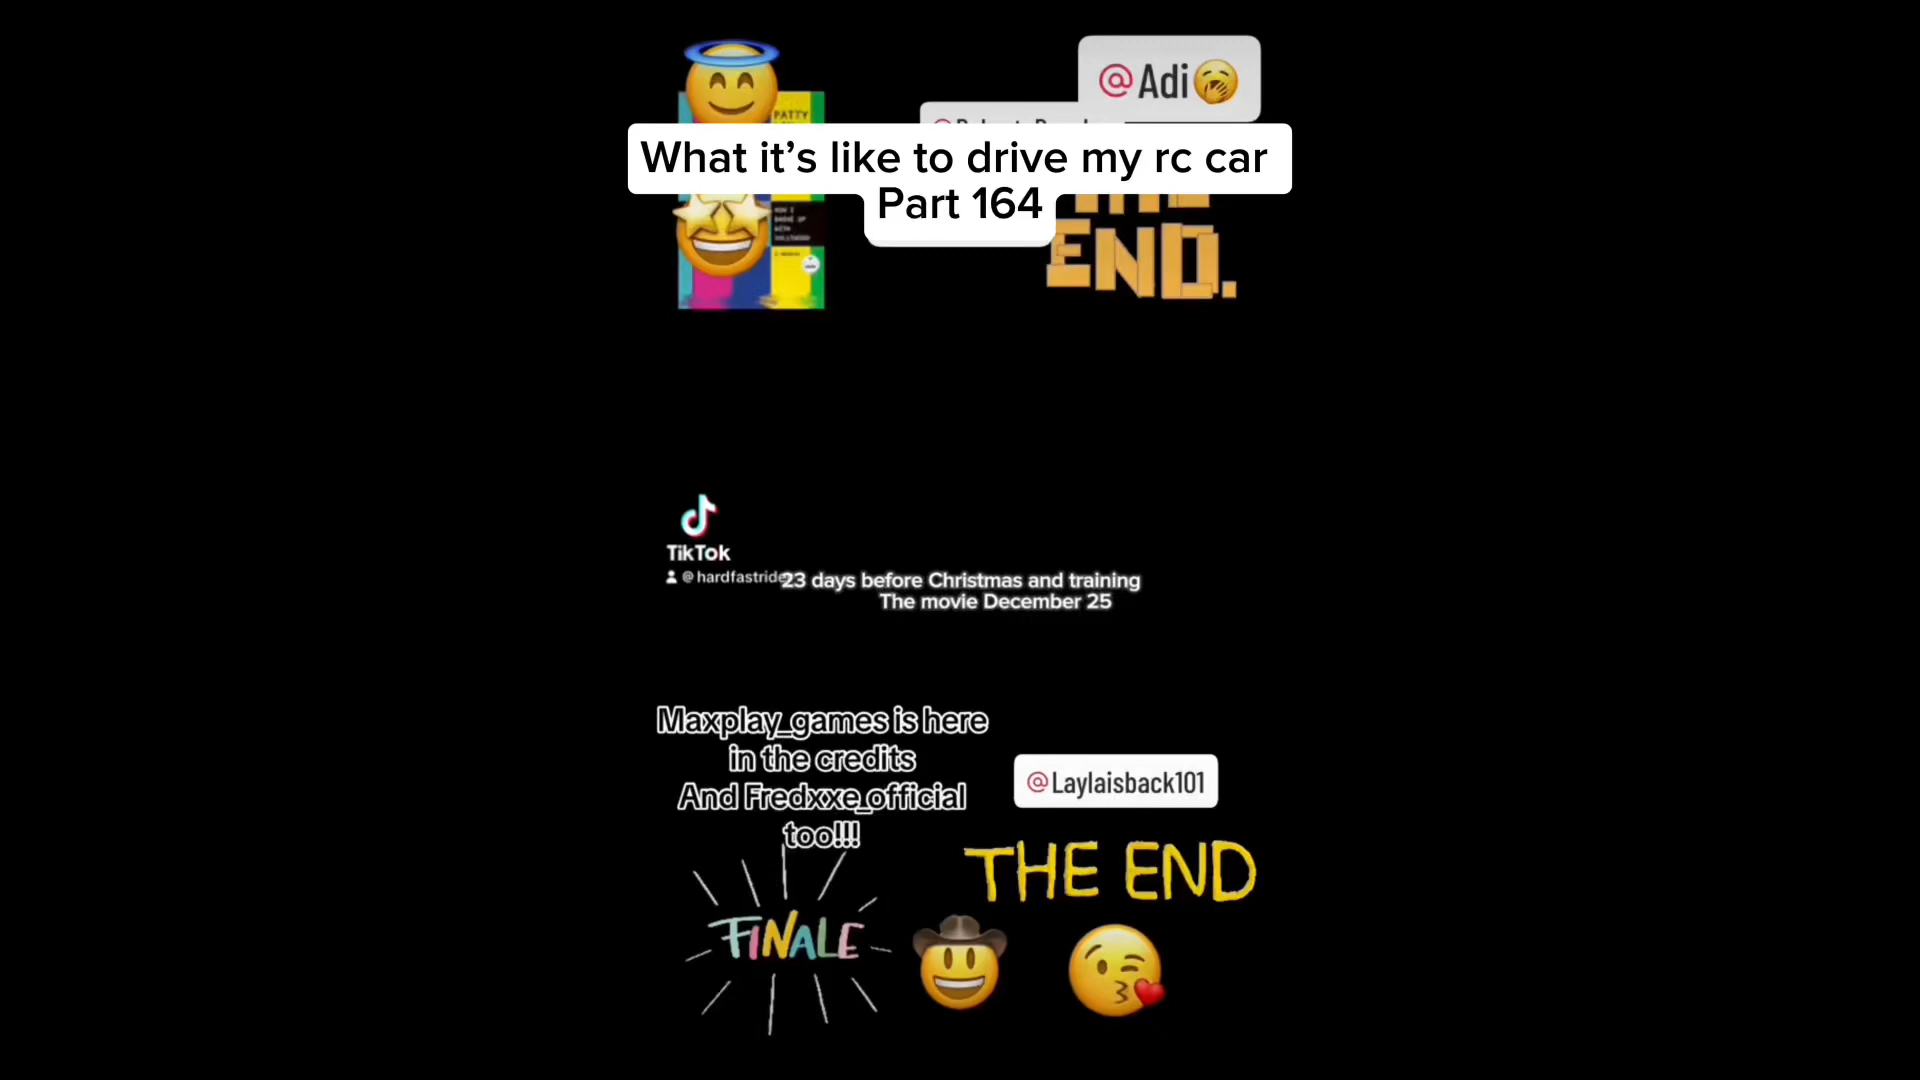 @Adi
PATTY
What it’s like to drive my rc car
Part 164
END.
TikTok
@hardfastride
23 days before Christmas and training
The movie December 25
Maxplay_games is here
in the credits
And Fredxxe_official
too!!!
@Laylaisback101
THE END
FINALE